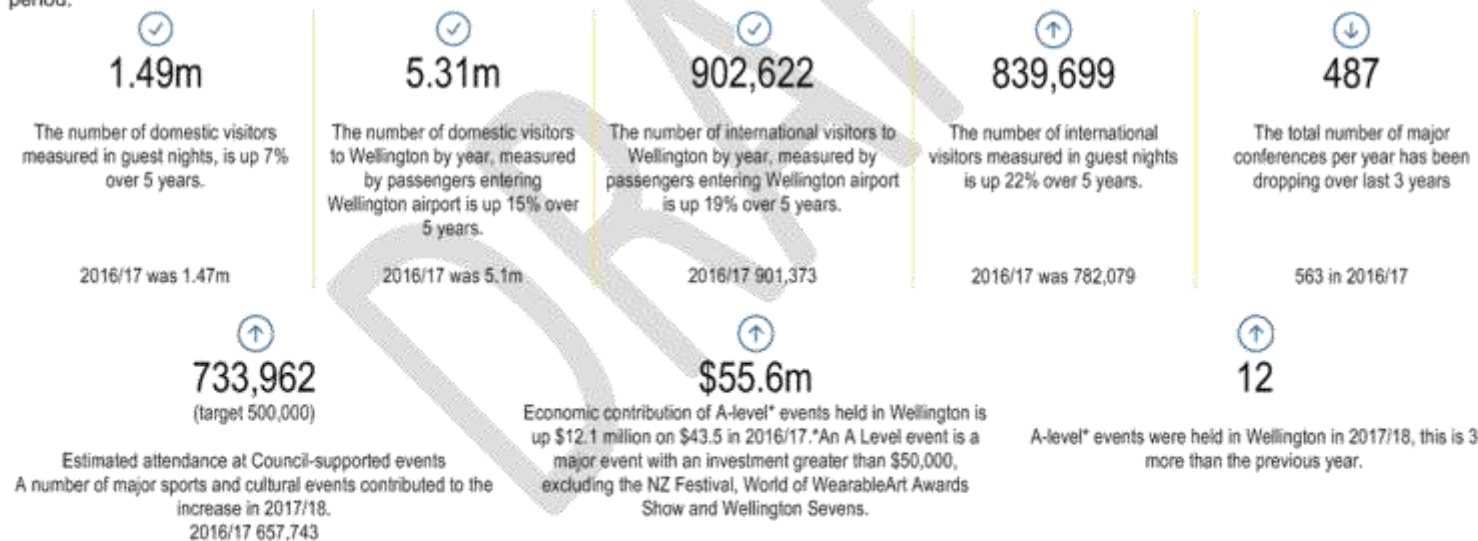 period.
1.49m
The number of domestic visitors
measured in guest nights, is up 7%
over 5 years.
2016/17 was 1.47m
5.31m
The number of domestic visitors
to Wellington by year, measured
by passengers entering
Wellington airport is up 15% over
5 years.
2016/17 was 5.1m
902,622
The number of international visitors to
Wellington by year, measured by
passengers entering Wellington airport
is up 19% over 5 years.
2016/17 901,373
839,699
The number of international
visitors measured in guest nights
is up 22% over 5 years.
2016/17 was 782,079
487
The total number of major
conferences per year has been
dropping over last 3 years
563 in 2016/17
733,962
(target 500,000)
Estimated attendance at Council-supported events
A number of major sports and cultural events contributed to the
increase in 2017/18.
2016/17 657,743
$55.6m
Economic contribution of A-level* events held in Wellington is
up $12.1 million on $43.5 in 2016/17.*An A Level event is a
major event with an investment greater than $50,000,
excluding the NZ Festival, World of WearableArt Awards
Show and Wellington Sevens.
12
A-level* events were held in Wellington in 2017/18, this is 3
more than the previous year.